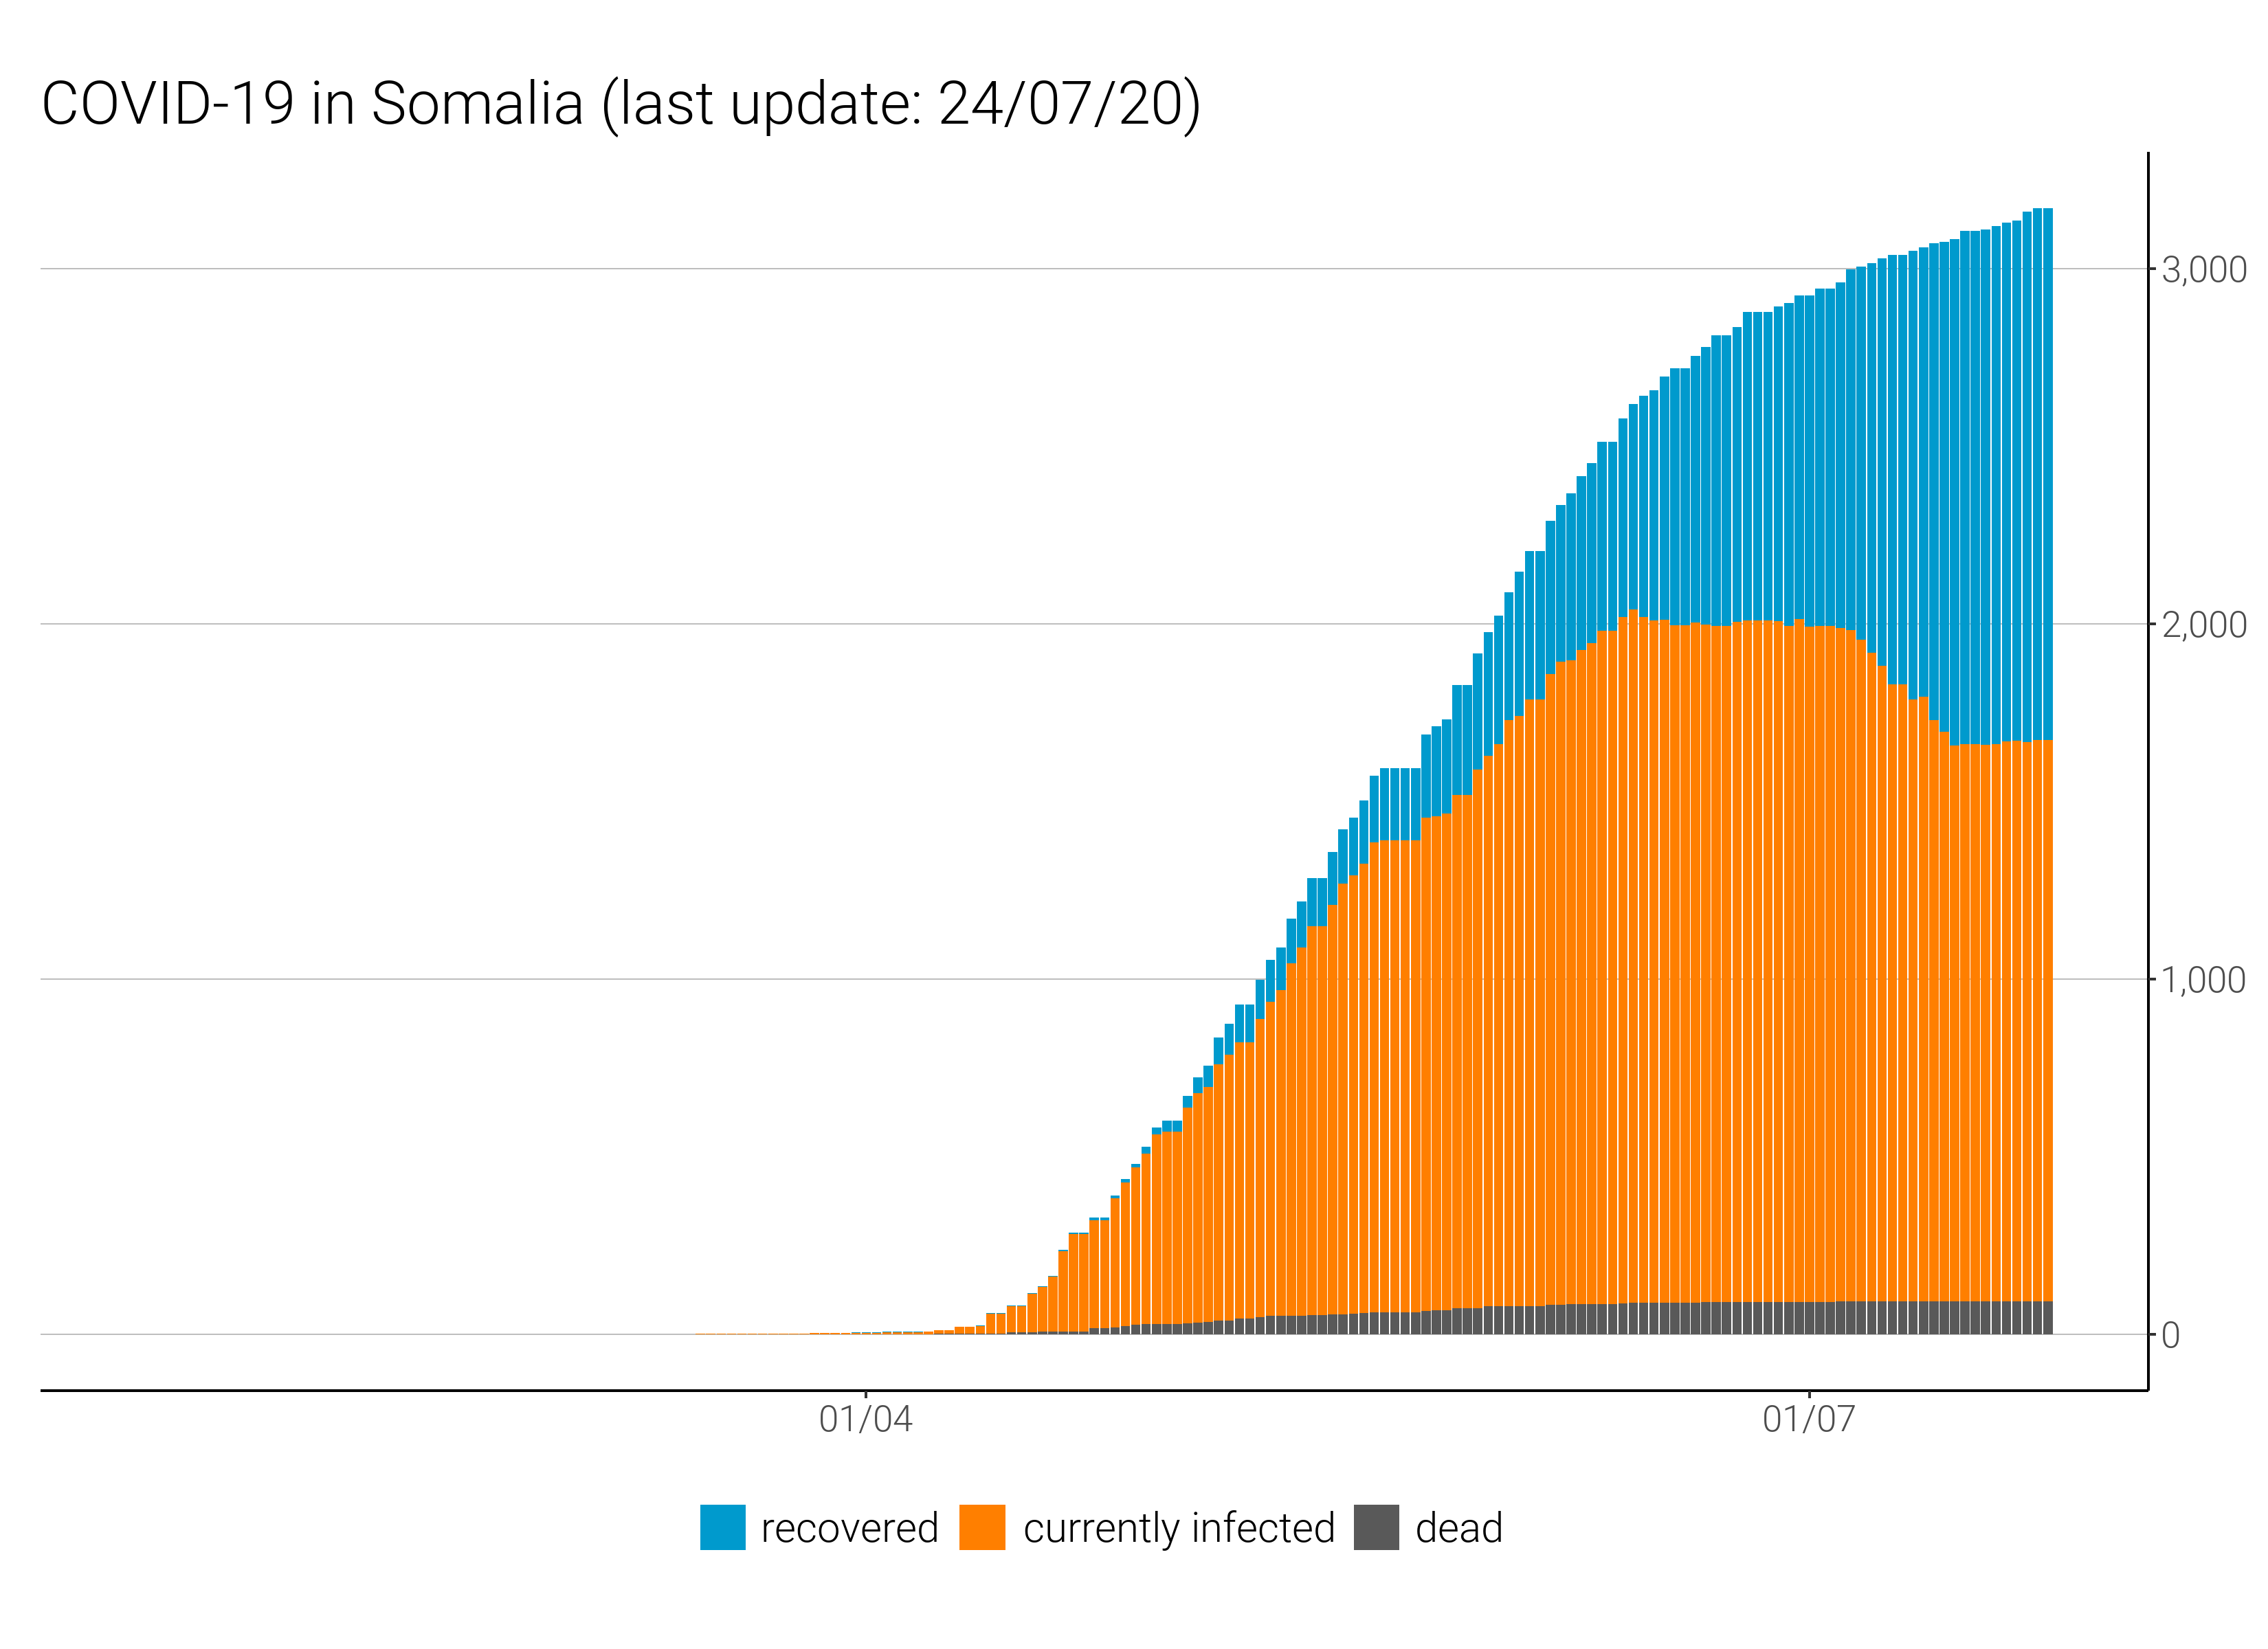 COVID-19 in Somalia (last update: 24/07/20)
3,000
2,000
1,000
0
01/04 01/07
recovered currently infected dead